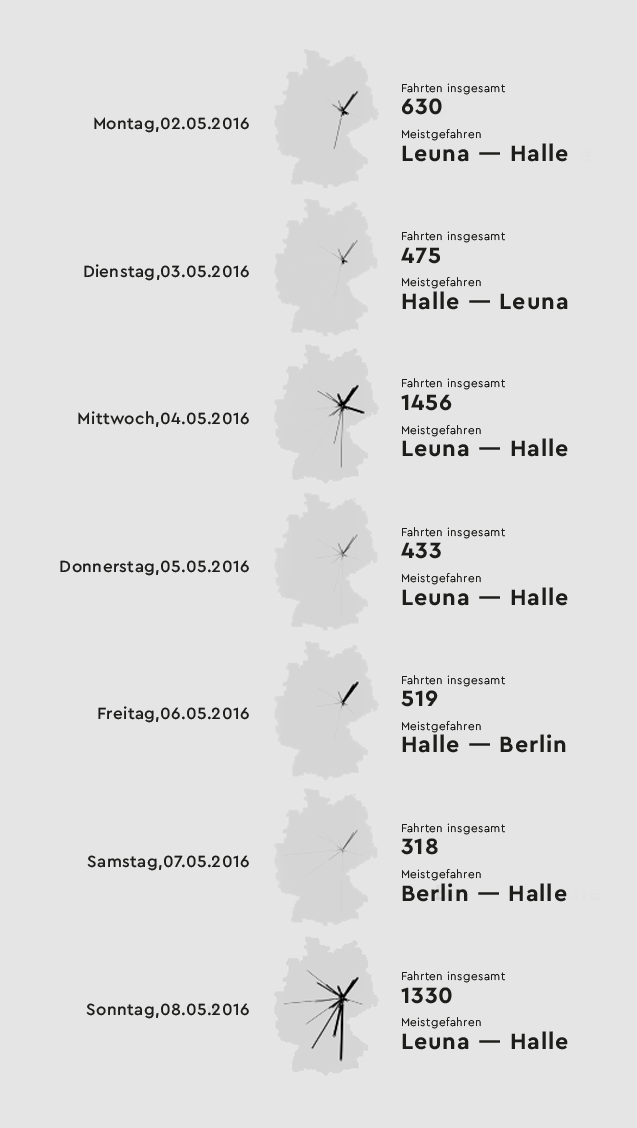 Montag,02.05.2016
Fahrten insgesamt
630
Meistgefahren
Leuna — Halle
Dienstag,03.05.2016
Fahrten insgesamt
475
Meistgefahren
Halle — Leuna
Mittwoch,04.05.2016
Fahrten insgesamt
1456
Meistgefahren
Leuna — Halle
Donnerstag,05.05.2016
Fahrten insgesamt
433
Meistgefahren
Leuna — Halle
Freitag,06.05.2016
Fahrten insgesamt
519
Meistgefahren
Halle — Berlin
Samstag,07.05.2016
Fahrten insgesamt
318
Meistgefahren
Berlin — Halle
Sonntag,08.05.2016
Fahrten insgesamt
1330
Meistgefahren
Leuna — Halle